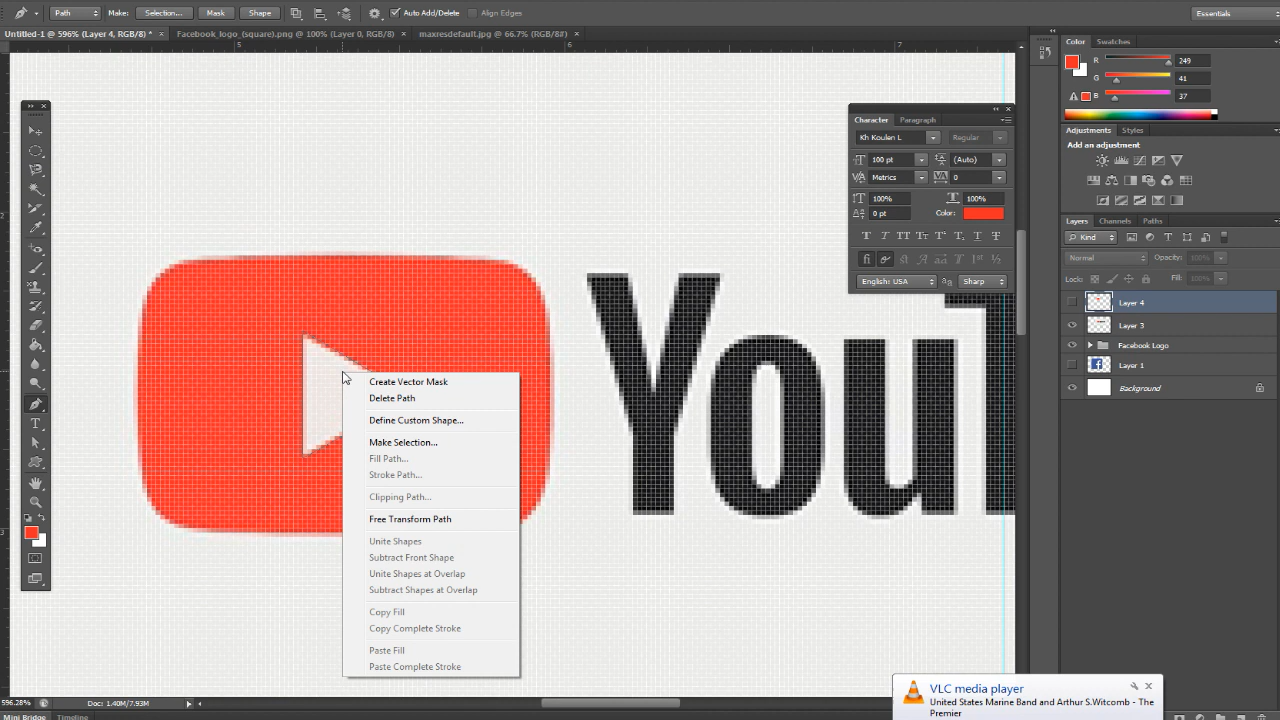 Path Make: Selection... Mask Shape Auto Add/Delete Align Edges Essentials
Untitled-1 @ 596% (Layer 4, RGB/8) * × Facebook_logo_(square).png @ 100% (Layer 0, RGB/8) × maxresdefault.jpg @ 66.7% (RGB/8#) ×
5 6 7
2
3
YouT
Create Vector Mask
Delete Path
Define Custom Shape...
Make Selection...
Fill Path...
Stroke Path...
Clipping Path...
Free Transform Path
Unite Shapes
Subtract Front Shape
Unite Shapes at Overlap
Subtract Shapes at Overlap
Copy Fill
Copy Complete Stroke
Paste Fill
Paste Complete Stroke
Character Paragraph
Kh Koulen L Regular
100 pt (Auto)
Metrics 0
100% 100%
0 pt Color:
English: USA Sharp
Color Swatches
R 249
G 41
B 37
Adjustments Styles
Add an adjustment
Layers Channels Paths
Kind
Normal Opacity: 100%
Lock: Fill: 100%
Layer 4
Layer 3
Facebook Logo
Layer 1
Background
VLC media player
United States Marine Band and Arthur S.Witcomb - The
Premier
596.28% Doc: 1.40M/7.93M
Mini Bridge Timeline